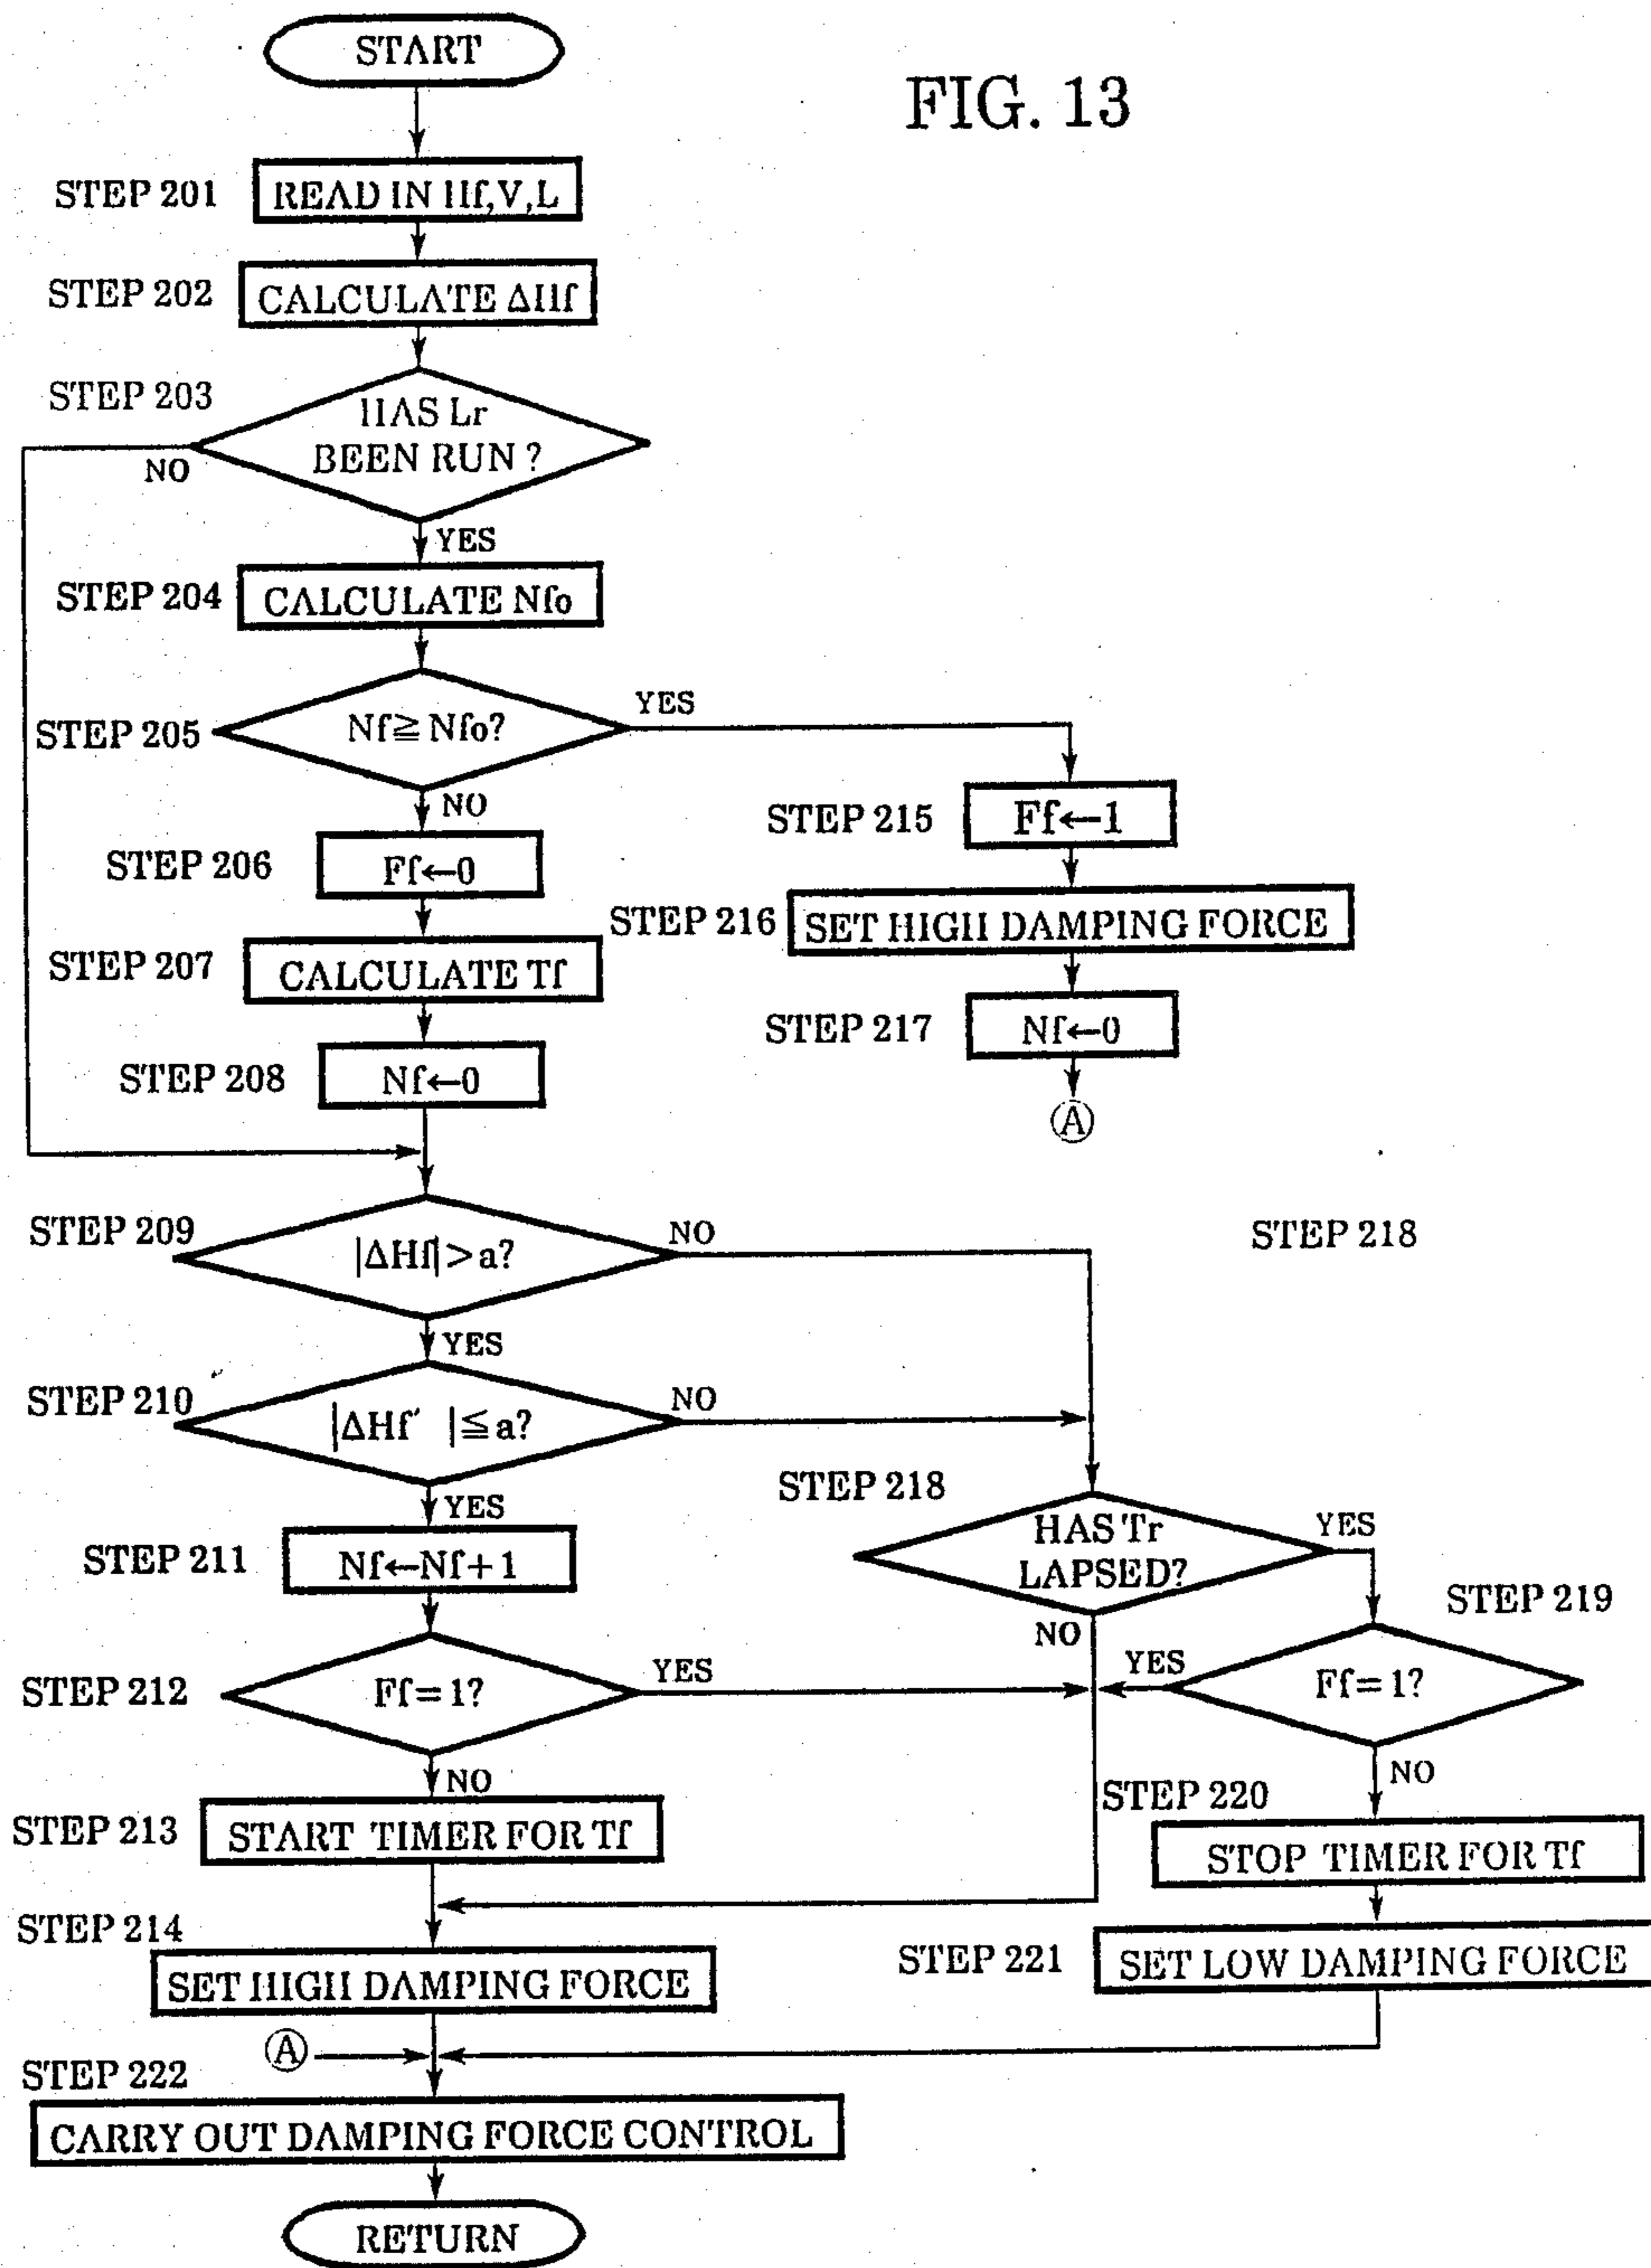 FIG. 13
START
STEP 201
READ IN Hf,V,L
STEP 202
CALCULATE ΔHf
STEP 203
HAS Lr
BEEN RUN ?
NO
YES
STEP 204
CALCULATE Nfo
STEP 205
Nf≧Nfo?
YES
NO
STEP 206
Ff←0
STEP 207
CALCULATE Tf
STEP 208
Nf←0
STEP 215
Ff←1
STEP 216
SET HIGH DAMPING FORCE
STEP 217
Nf←0
A
STEP 209
|ΔHf|>a?
NO
STEP 218
YES
STEP 210
|ΔHf′ |≦a?
NO
YES
STEP 218
HAS Tr
LAPSED?
YES
NO
STEP 211
Nf←Nf+1
STEP 219
Ff=1?
YES
NO
STEP 212
Ff=1?
YES
NO
STEP 213
START TIMER FOR Tf
STEP 220
STOP TIMER FOR Tf
STEP 214
SET HIGH DAMPING FORCE
STEP 221
SET LOW DAMPING FORCE
A
STEP 222
CARRY OUT DAMPING FORCE CONTROL
RETURN